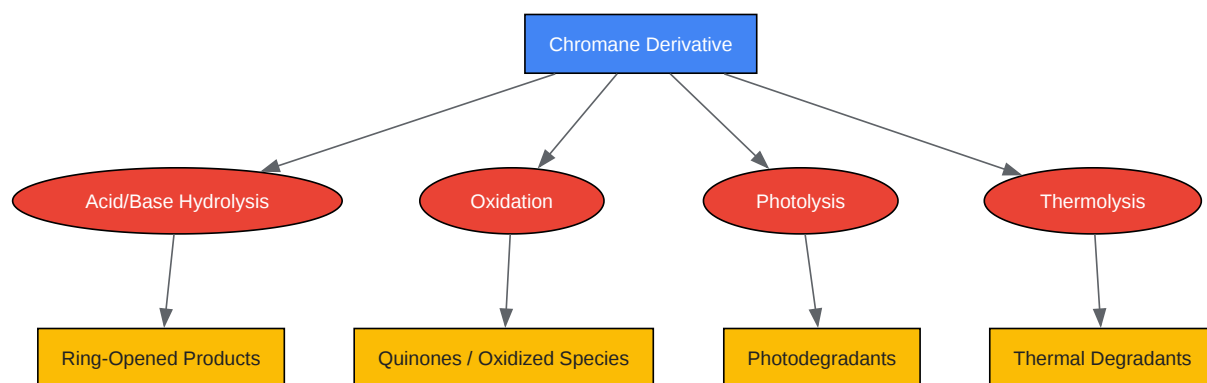 Chromane Derivative
Acid/Base Hydrolysis
Oxidation
Photolysis
Thermolysis
Ring-Opened Products
Quinones / Oxidized Species
Photodegradants
Thermal Degradants